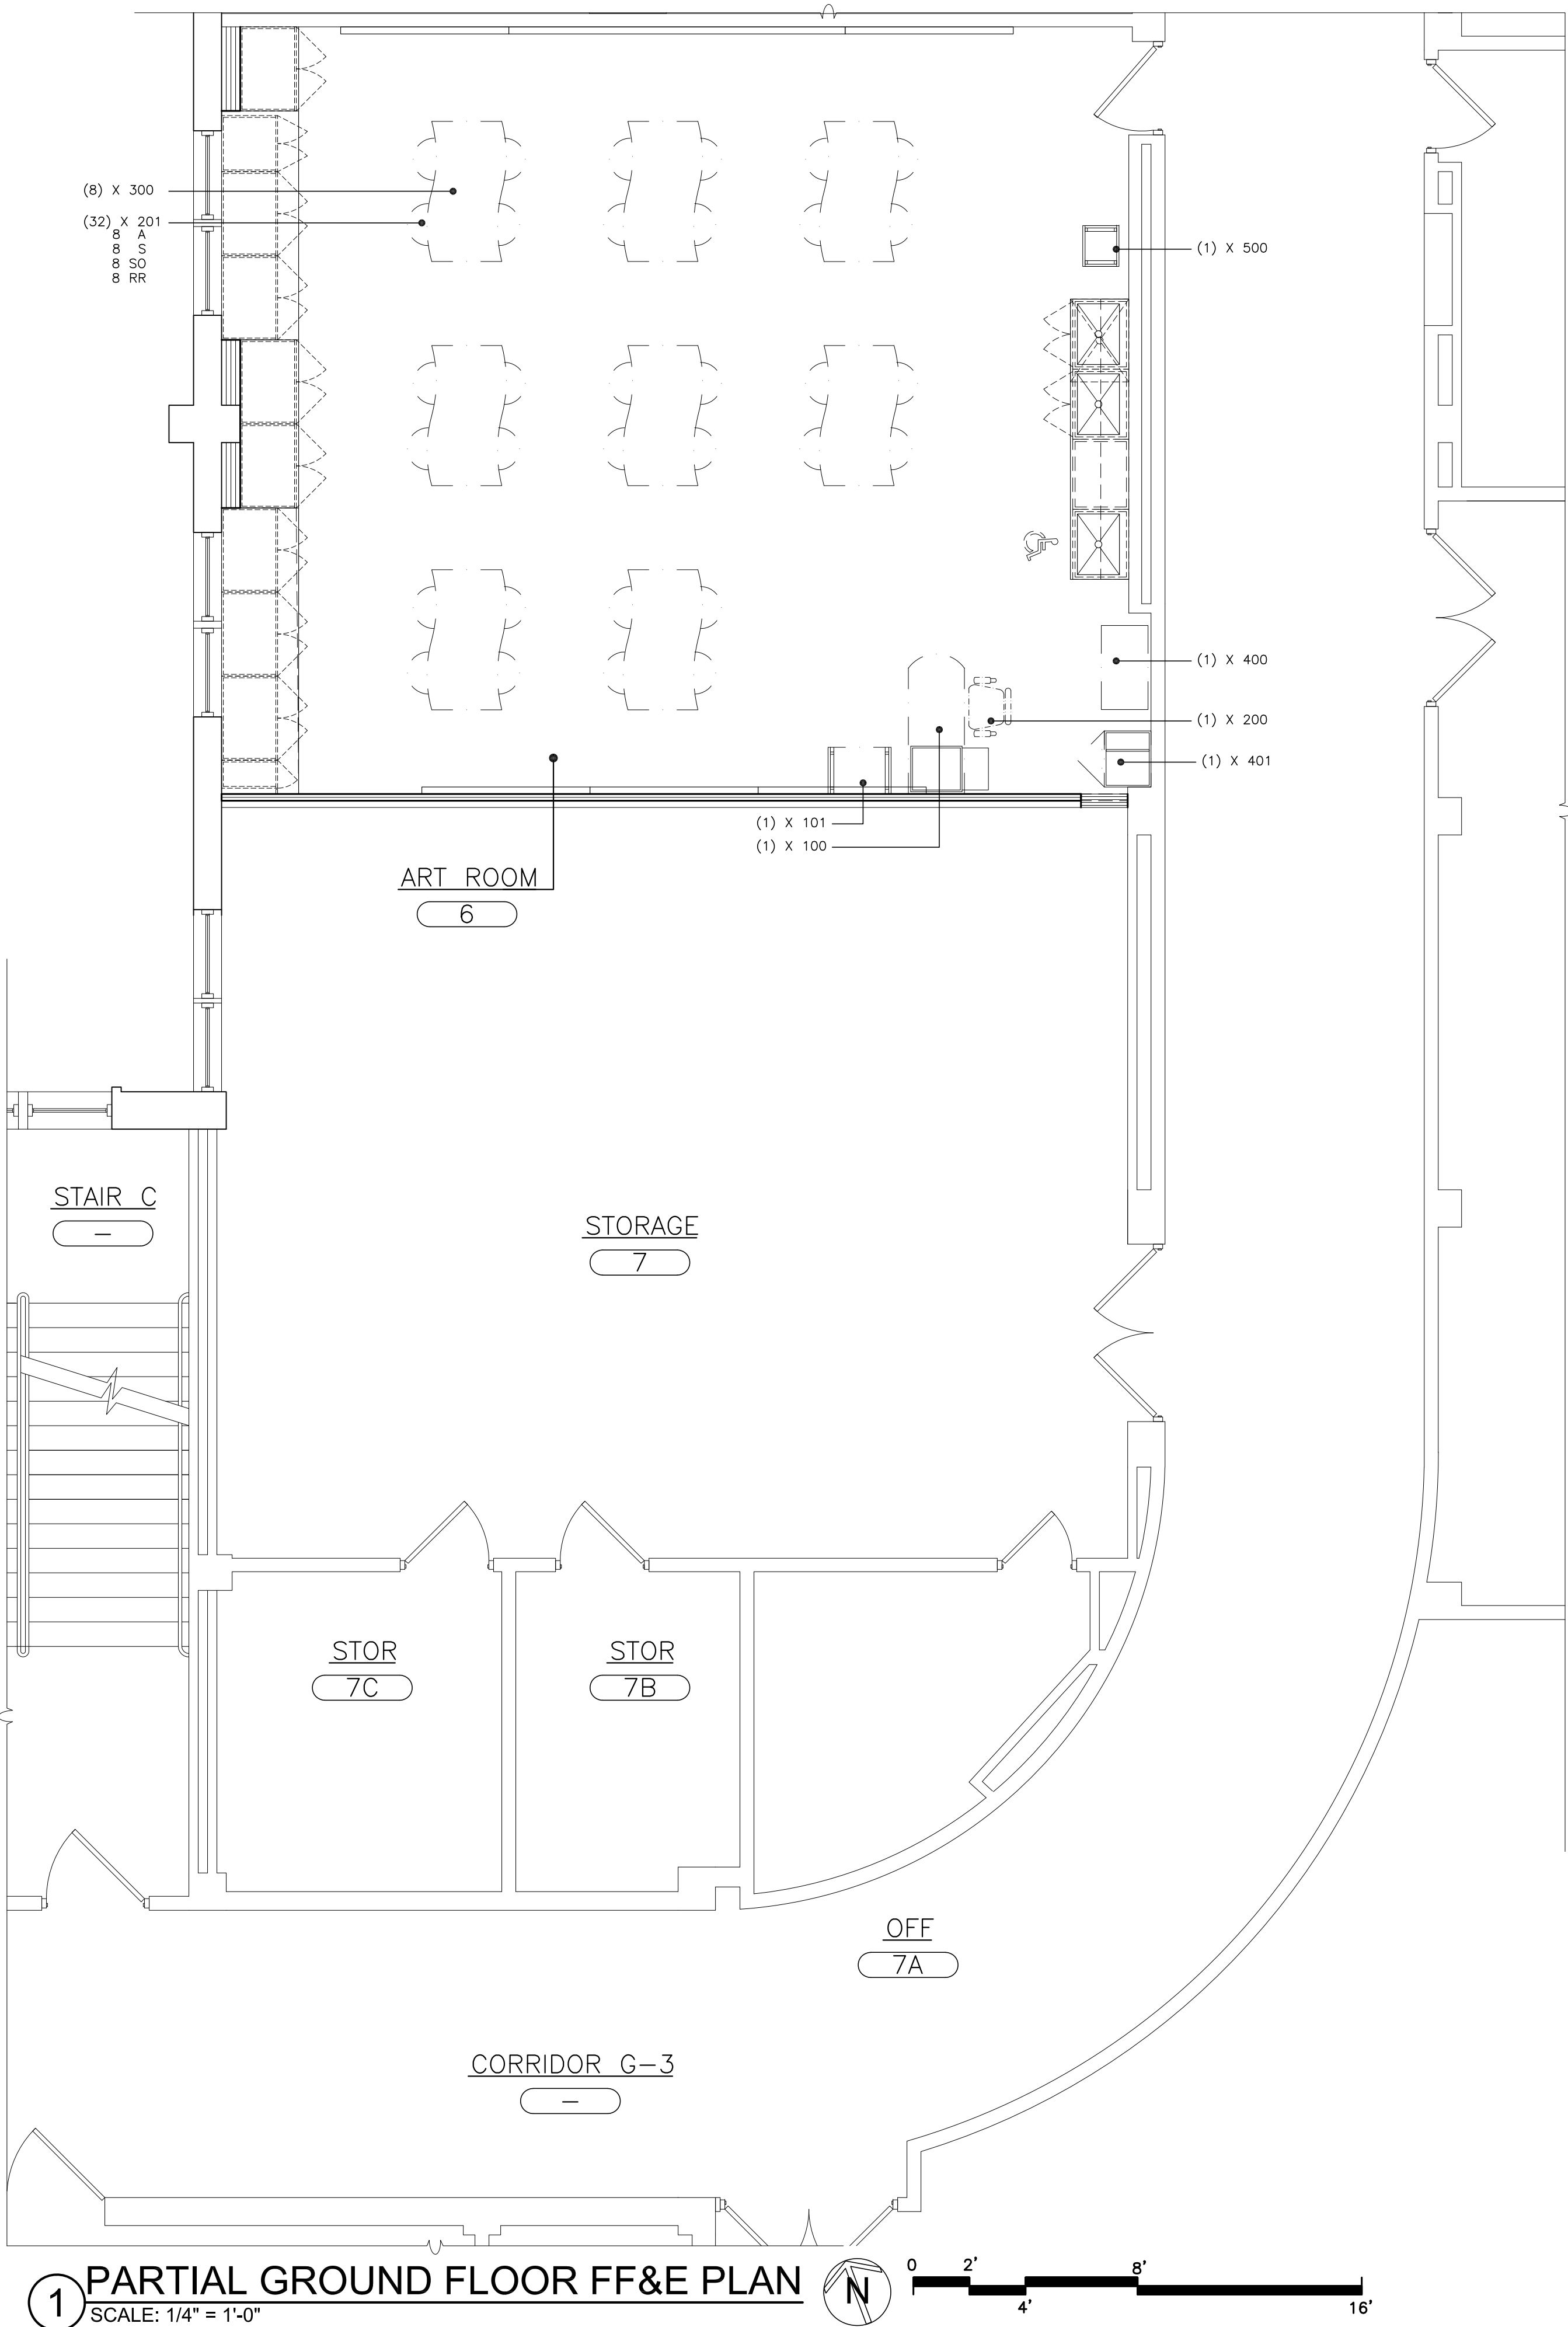 (8) X 300
(32) X 201
8 A
8 S
8 SO
8 RR
(1) X 500
(1) X 400
(1) X 200
(1) X 401
(1) X 101
(1) X 100
ART ROOM
6
STAIR C
–
STORAGE
7
STOR
7C
STOR
7B
OFF
7A
CORRIDOR G–3
–
1
PARTIAL GROUND FLOOR FF&E PLAN
SCALE: 1/4" = 1'-0"
N
0 2' 8'
4' 16'